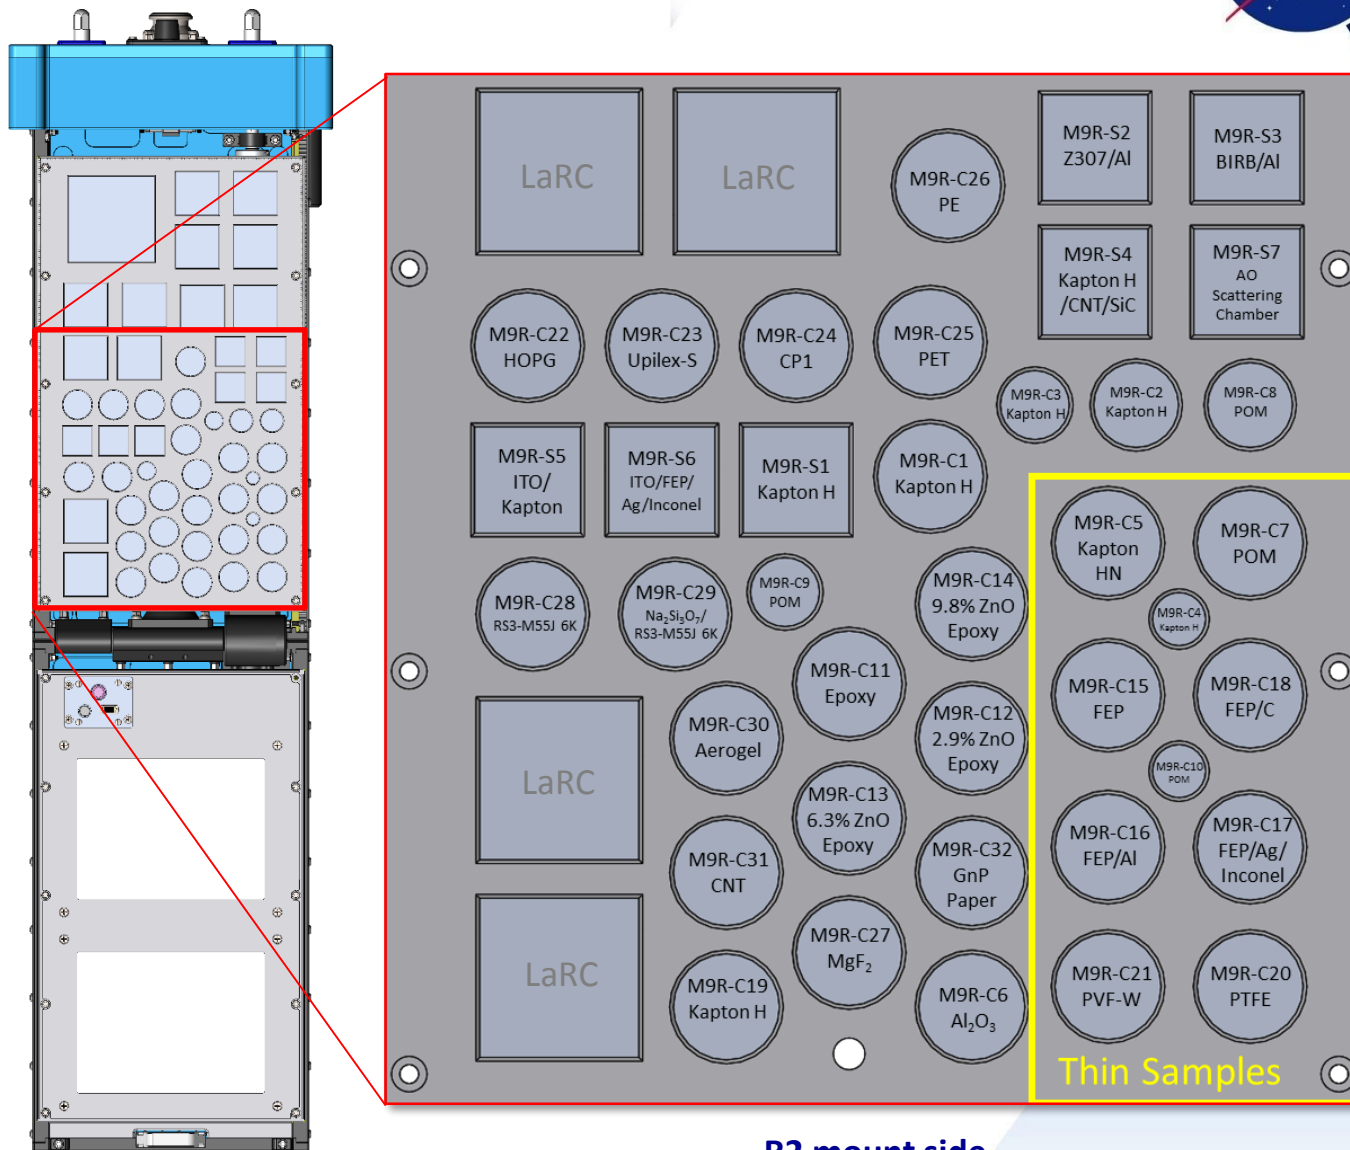 LaRC
LaRC
M9R-C26
PE
M9R-S2
Z307/Al
M9R-S3
BIRB/Al
M9R-S4
Kapton H
/CNT/SiC
M9R-S7
AO
Scattering
Chamber
M9R-C22
HOPG
M9R-C23
Upilex-S
M9R-C24
CP1
M9R-C25
PET
M9R-C3
Kapton H
M9R-C2
Kapton H
M9R-C8
POM
M9R-S5
ITO/
Kapton
M9R-S6
ITO/FEP/
Ag/Inconel
M9R-S1
Kapton H
M9R-C1
Kapton H
M9R-C5
Kapton
HN
M9R-C7
POM
M9R-C28
RS3-M55J 6K
M9R-C29
Na₂Si₃O₇/
RS3-M55J 6K
M9R-C9
POM
M9R-C14
9.8% ZnO
Epoxy
M9R-C4
Kapton H
M9R-C11
Epoxy
M9R-C15
FEP
M9R-C18
FEP/C
M9R-C30
Aerogel
M9R-C12
2.9% ZnO
Epoxy
M9R-C10
POM
LaRC
M9R-C13
6.3% ZnO
Epoxy
M9R-C16
FEP/Al
M9R-C17
FEP/Ag/
Inconel
M9R-C31
CNT
M9R-C32
GnP
Paper
LaRC
M9R-C27
MgF₂
M9R-C21
PVF-W
M9R-C20
PTFE
M9R-C19
Kapton H
M9R-C6
Al₂O₃
Thin Samples
R2 mount side